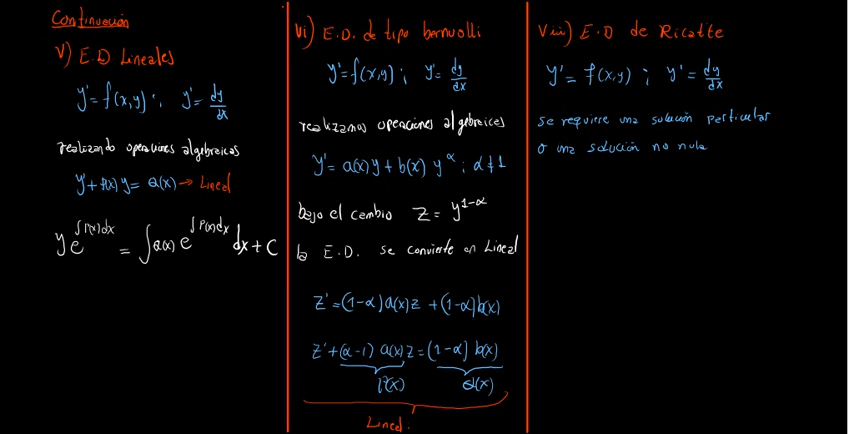 Continuación
V) E.D Lineales
y' = f(x,y) ; y' = dy/dx
realizando operaciones algebraicas
y' + P(x) y = Q(x) → Lineal
y e^{∫P(x)dx} = ∫Q(x) e^{∫P(x)dx} dx + C
Vi) E.D. de tipo bernulli
y' = f(x,y) ; y' = dy/dx
realizamos operaciones algebraicas
y' = a(x)y + b(x) y^α ; α ≠ 1
bajo el cambio z = y^{1-α}
la E.D. se convierte en Lineal
z' = (1-α) a(x) z + (1-α) b(x)
z' + (α-1) a(x) z = (1-α) b(x)
P(x) Q(x)
Lineal.
Viii) E.D de Ricatte
y' = f(x,y) ; y' = dy/dx
se requiere una solución particular
o una solución no nula